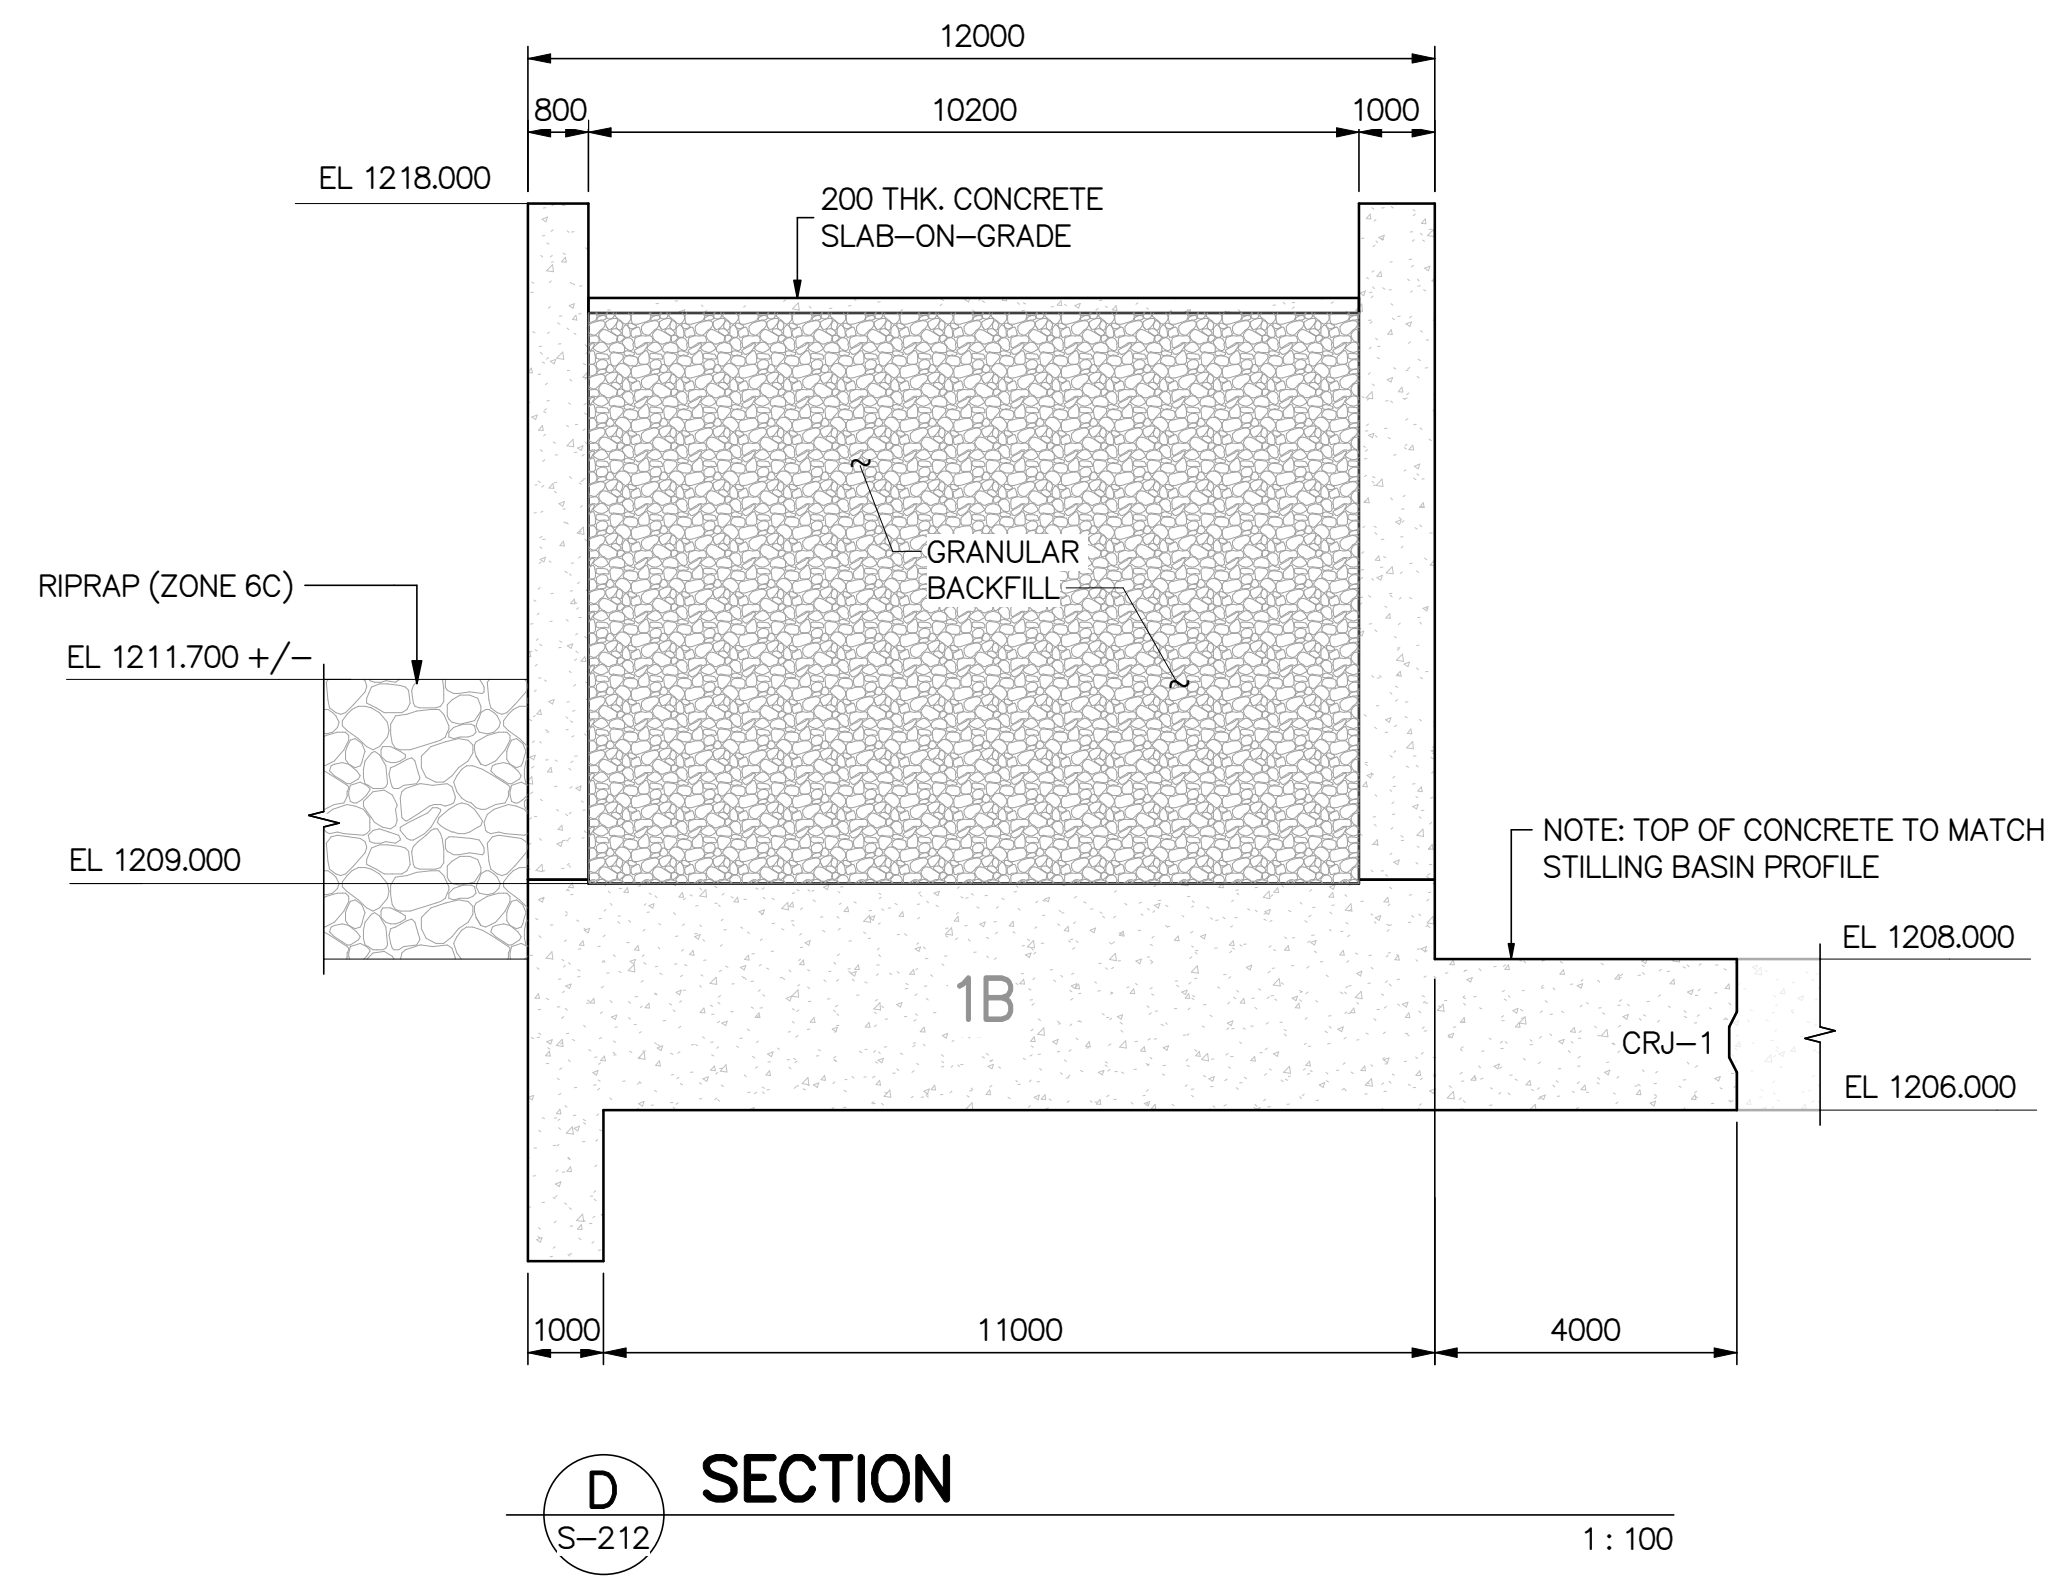 12000
800
10200
1000
EL 1218.000
200 THK. CONCRETE
SLAB-ON-GRADE
GRANULAR
BACKFILL
RIPRAP (ZONE 6C)
EL 1211.700 +/-
EL 1209.000
NOTE: TOP OF CONCRETE TO MATCH
STILLING BASIN PROFILE
EL 1208.000
1B
CRJ-1
EL 1206.000
1000
11000
4000
D
SECTION
S-212
1 : 100